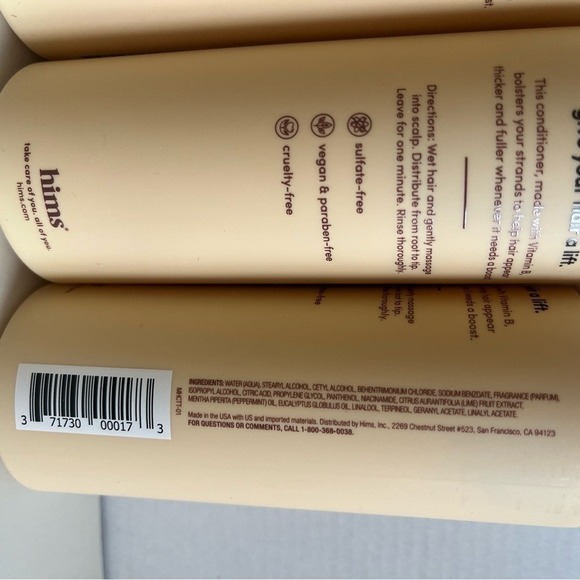 give your hair a lift.
This conditioner, made with Vitamin B,
bolsters your strands to help hair appear
thicker and fuller whenever it needs a boost
Directions: Wet hair and gently massage
into scalp. Distribute from root to tip.
Leave for one minute. Rinse thoroughly
sulfate-free
vegan & paraben-free
cruelty-free
hims
take care of you. all of you.
hims.com
a lift.
Vitamin B,
hair appear
needs a boost.
massage
to tip.
thoroughly.
INGREDIENTS: WATER (AQUA), STEARYL ALCOHOL, CETYL ALCOHOL, BEHENTRIMONIUM CHLORIDE, SODIUM BENZOATE, FRAGRANCE (PARFUM),
ISOPROPYL ALCOHOL, CITRIC ACID, PROPYLENE GLYCOL, PANTHENOL, NIACINAMIDE, CITRUS AURANTIFOLIA (LIME) FRUIT EXTRACT,
MENTHA PIPERITA (PEPPERMINT) OIL, EUCALYPTUS GLOBULUS OIL, LINALOOL, TERPINEOL, GERANYL ACETATE, LINALYL ACETATE.
Made in the USA with US and imported materials. Distributed by Hims, Inc., 2269 Chestnut Street #523, San Francisco, CA 94123
FOR QUESTIONS OR COMMENTS, CALL 1-800-368-0038.
MHCTT-01
3 71730 00017 3